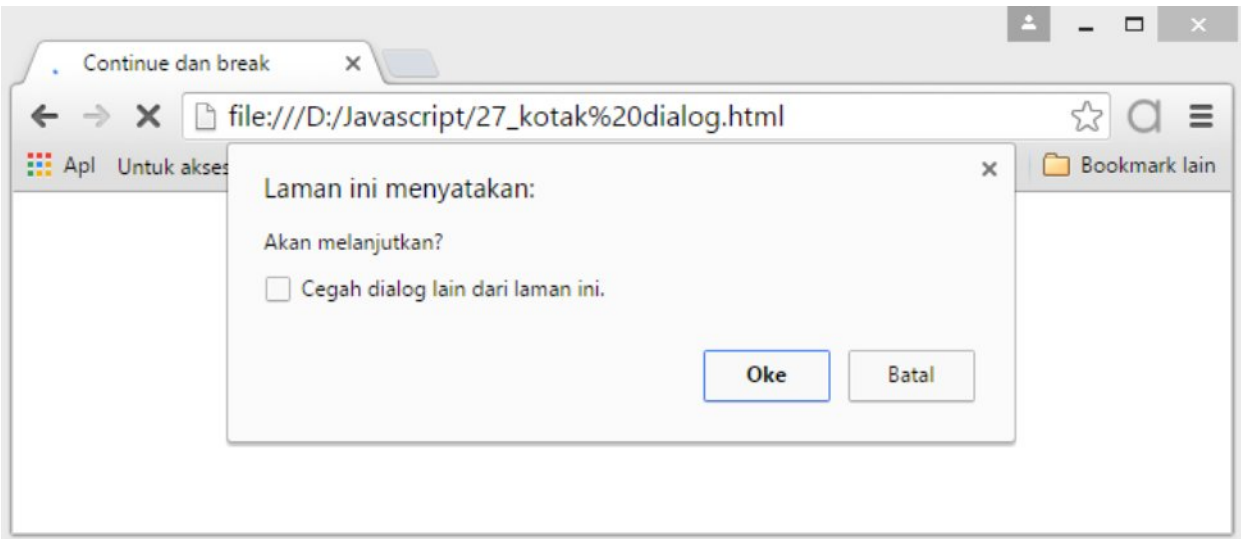 Continue dan break
file:///D:/Javascript/27_kotak%20dialog.html
Apl Untuk akses Bookmark lain
Laman ini menyatakan:
Akan melanjutkan?
Cegah dialog lain dari laman ini.
Oke Batal